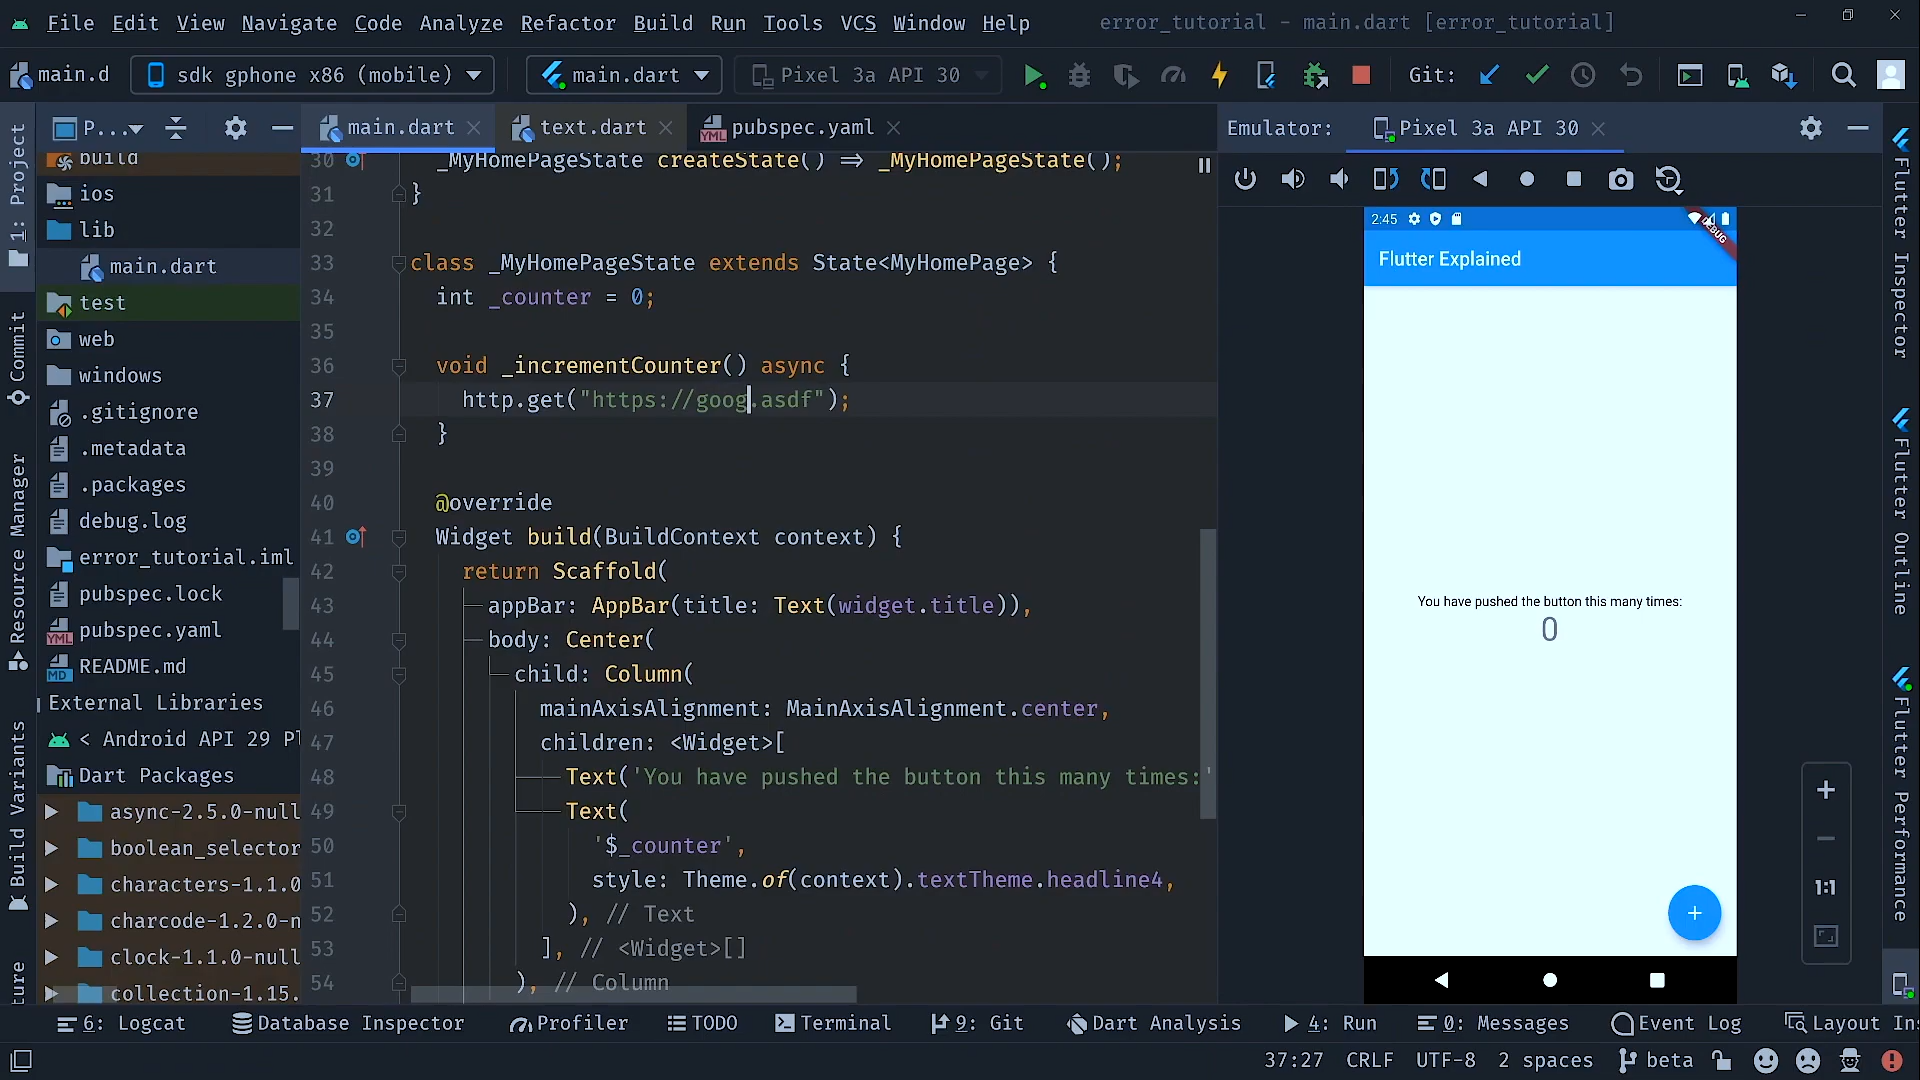 File Edit View Navigate Code Analyze Refactor Build Run Tools VCS Window Help error_tutorial - main.dart [error_tutorial]
main.d sdk gphone x86 (mobile) main.dart Pixel 3a API 30 Git:
P... main.dart text.dart pubspec.yaml Emulator: Pixel 3a API 30
1: Project
Commit
Resource Manager
Build Variants
build
ios
lib
main.dart
test
web
windows
.gitignore
.metadata
.packages
debug.log
error_tutorial.iml
pubspec.lock
pubspec.yaml
README.md
External Libraries
< Android API 29 Pl
Dart Packages
async-2.5.0-null
boolean_selector
characters-1.1.0
charcode-1.2.0-n
clock-1.1.0-null
collection-1.15.
30 _MyHomePageState createState() => _MyHomePageState();
31 }
32
33 class _MyHomePageState extends State<MyHomePage> {
34 int _counter = 0;
35
36 void _incrementCounter() async {
37 http.get("https://goog.asdf");
38 }
39
40 @override
41 Widget build(BuildContext context) {
42 return Scaffold(
43 appBar: AppBar(title: Text(widget.title)),
44 body: Center(
45 child: Column(
46 mainAxisAlignment: MainAxisAlignment.center,
47 children: <Widget>[
48 Text('You have pushed the button this many times:'
49 Text(
50 '$_counter',
51 style: Theme.of(context).textTheme.headline4,
52 ), // Text
53 ], // <Widget>[]
54 ), // Column
2:45
DEBUG
Flutter Explained
You have pushed the button this many times:
0
+
1:1
Flutter Inspector
Flutter Outline
Flutter Performance
6: Logcat Database Inspector Profiler TODO Terminal 9: Git Dart Analysis 4: Run 0: Messages Event Log Layout Ins
37:27 CRLF UTF-8 2 spaces beta